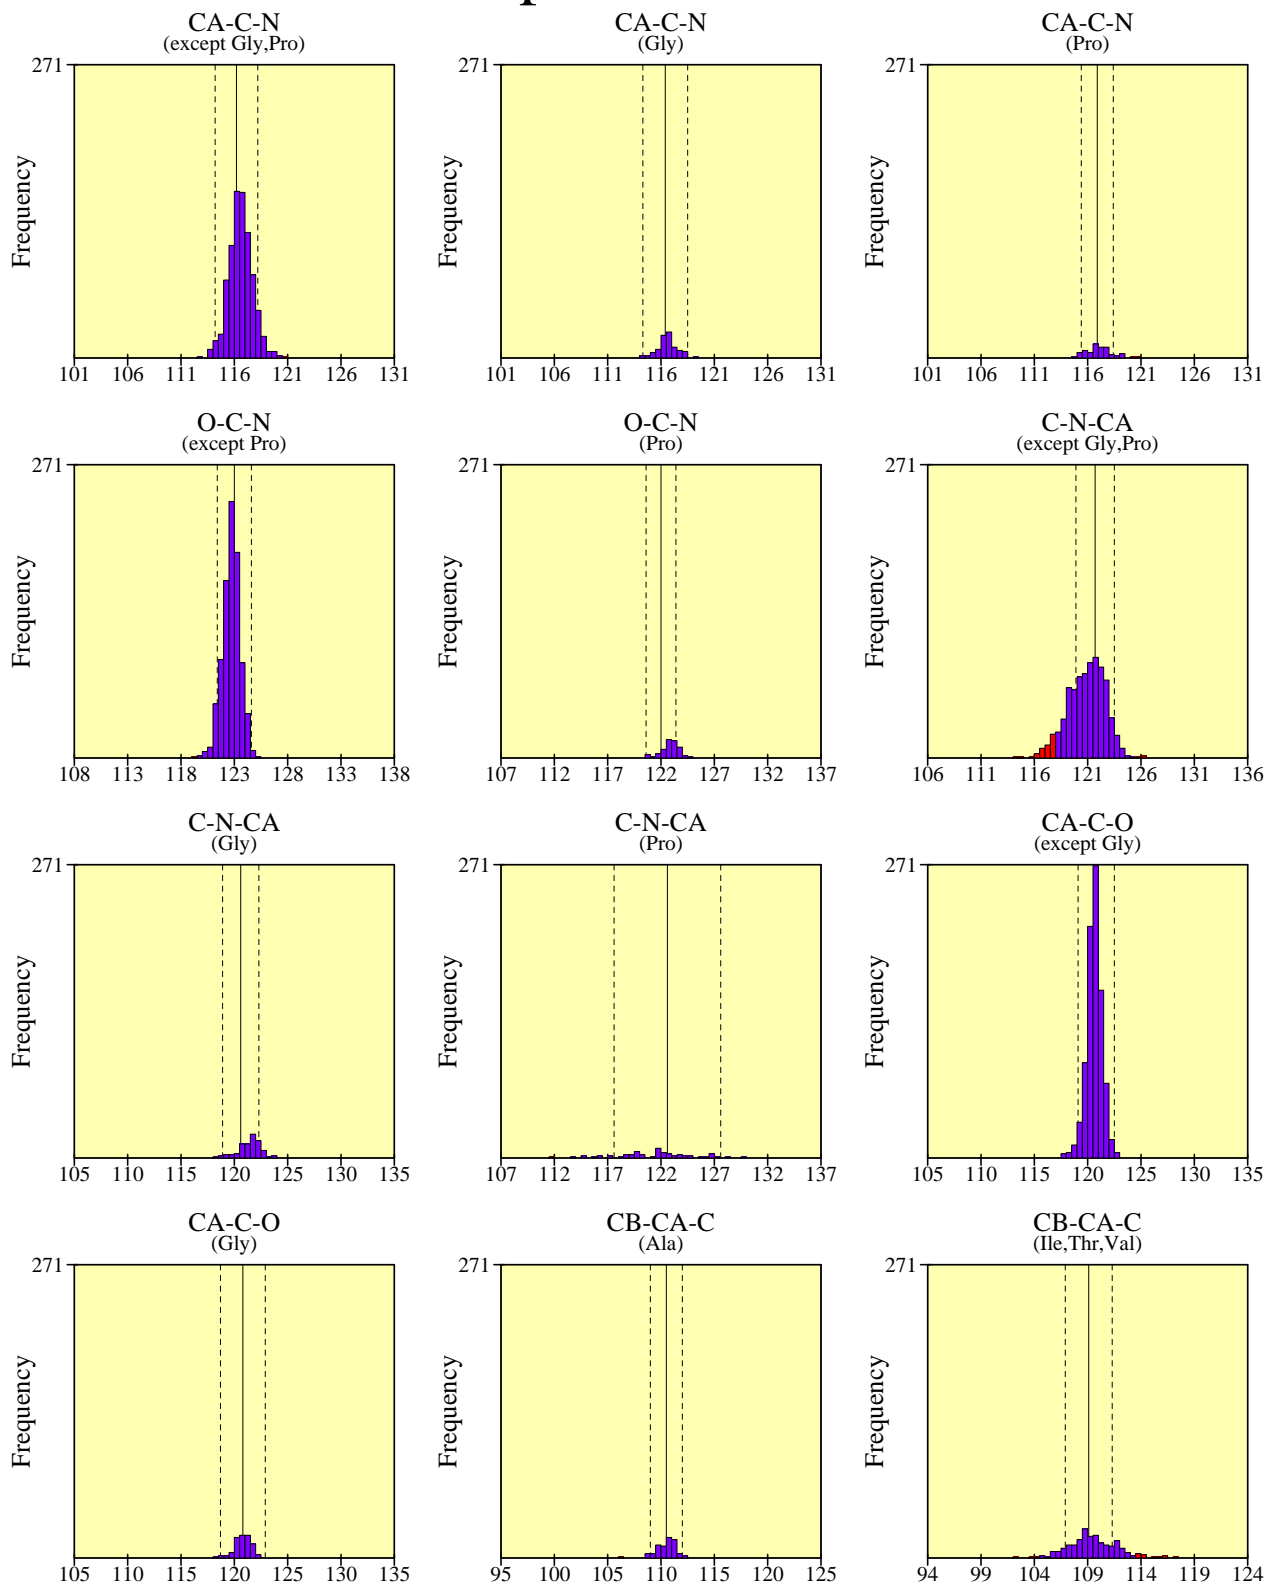 CA-C-N CA-C-N CA-C-N
(except Gly,Pro) (Gly) (Pro)
271 271 271
Frequency Frequency Frequency
101 106 111 116 121 126 131 101 106 111 116 121 126 131 101 106 111 116 121 126 131
O-C-N O-C-N C-N-CA
(except Pro) (Pro) (except Gly,Pro)
271 271 271
Frequency Frequency Frequency
108 113 118 123 128 133 138 107 112 117 122 127 132 137 106 111 116 121 126 131 136
C-N-CA C-N-CA CA-C-O
(Gly) (Pro) (except Gly)
271 271 271
Frequency Frequency Frequency
105 110 115 120 125 130 135 107 112 117 122 127 132 137 105 110 115 120 125 130 135
CA-C-O CB-CA-C CB-CA-C
(Gly) (Ala) (Ile,Thr,Val)
271 271 271
Frequency Frequency Frequency
105 110 115 120 125 130 135 95 100 105 110 115 120 125 94 99 104 109 114 119 124